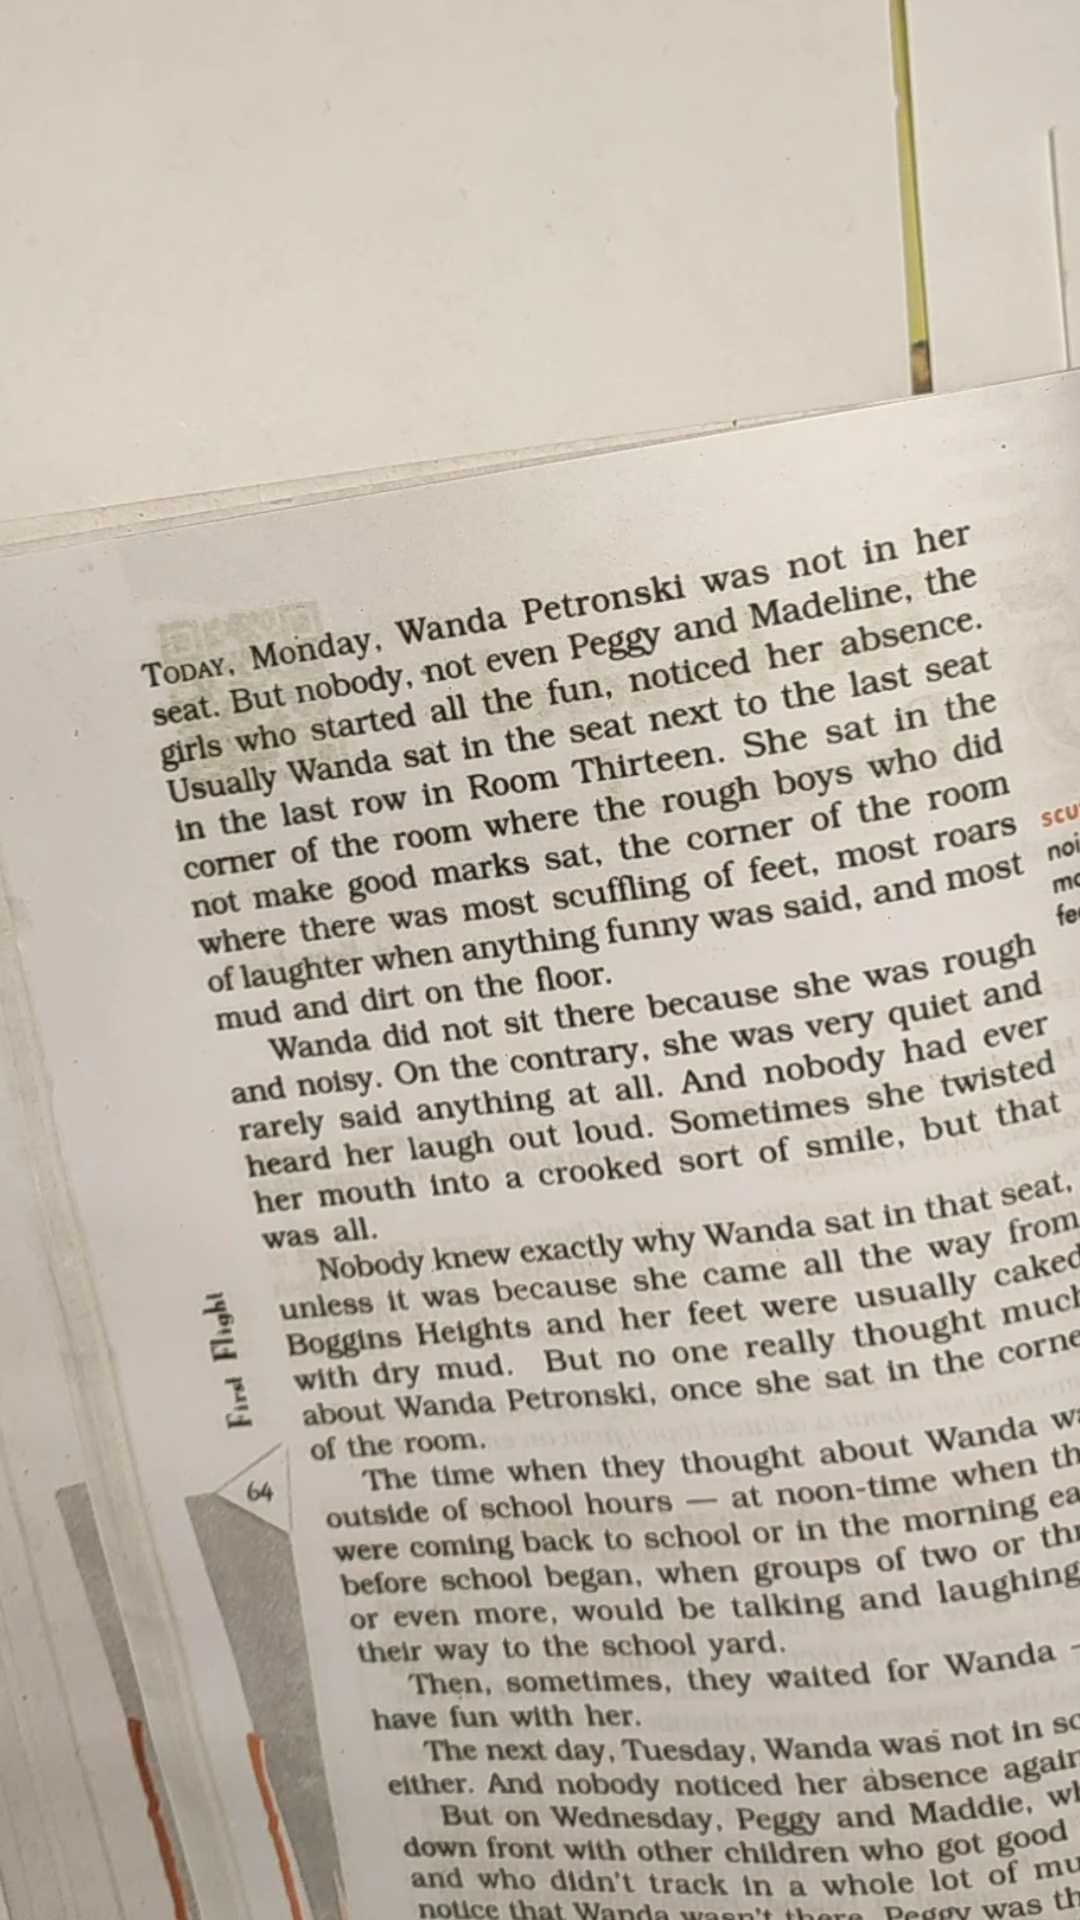 TODAY, Monday, Wanda Petronski was not in her
seat. But nobody, not even Peggy and Madeline, the
girls who started all the fun, noticed her absence.
Usually Wanda sat in the seat next to the last seat
in the last row in Room Thirteen. She sat in the
corner of the room where the rough boys who did
not make good marks sat, the corner of the room
where there was most scuffling of feet, most roars
of laughter when anything funny was said, and most
mud and dirt on the floor.
Wanda did not sit there because she was rough
and noisy. On the contrary, she was very quiet and
rarely said anything at all. And nobody had ever
heard her laugh out loud. Sometimes she twisted
her mouth into a crooked sort of smile, but that
was all.
Nobody knew exactly why Wanda sat in that seat,
unless it was because she came all the way from
Boggins Heights and her feet were usually caked
with dry mud. But no one really thought much
about Wanda Petronski, once she sat in the
of the room.
The time when they thought about Wanda
outside of school hours — at noon-time when
were coming back to school or in the morning
before school began, when groups of two or
or even more, would be talking and laughing
their way to the school yard.
Then, sometimes, they waited for Wanda —
have fun with her.
The next day, Tuesday, Wanda was not in
either. And nobody noticed her absence again
But on Wednesday, Peggy and Maddie,
down front with other children who got good
and who didn't track in a whole lot of
notice that Wanda wasn't there. Peggy was
First Flight
64